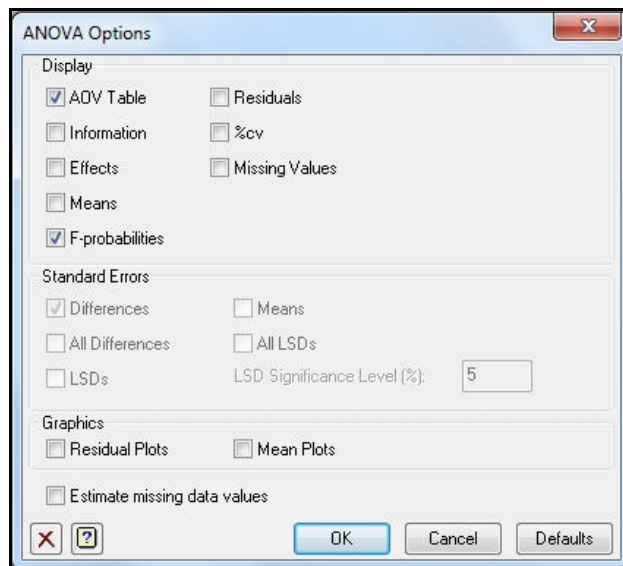 ANOVA Options
Display
AOV Table
Residuals
Information
%cv
Effects
Missing Values
Means
F-probabilities
Standard Errors
Differences
Means
All Differences
All LSDs
LSDs
LSD Significance Level (%):
5
Graphics
Residual Plots
Mean Plots
Estimate missing data values
OK
Cancel
Defaults